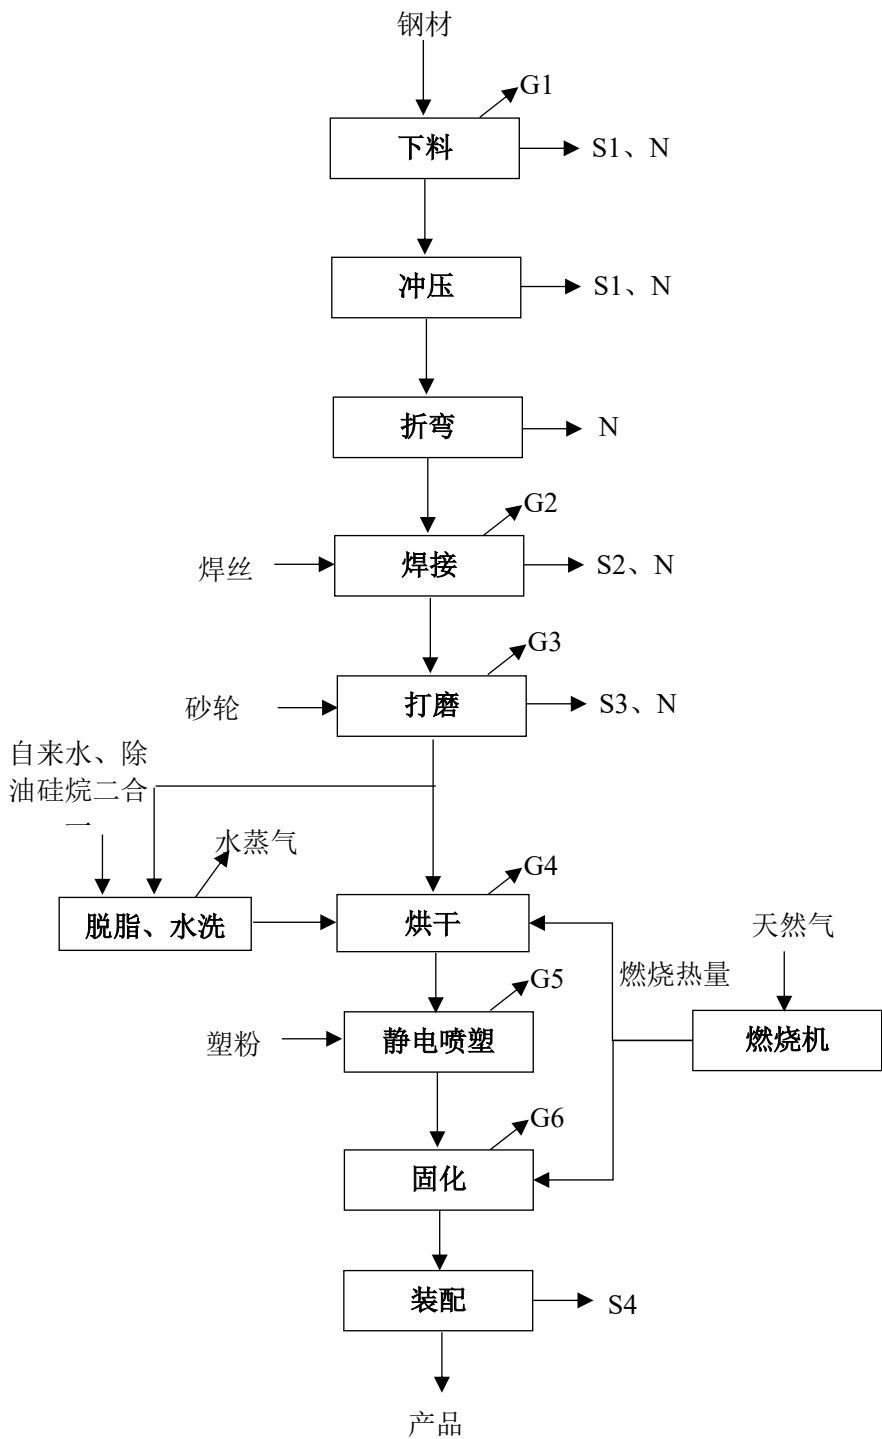 钢材
G1
下料
S1、N
冲压
S1、N
折弯
N
G2
焊丝
焊接
S2、N
G3
砂轮
打磨
S3、N
自来水、除
油硅烷二合
一
水蒸气
G4
脱脂、水洗
烘干
天然气
燃烧热量
G5
塑粉
静电喷塑
燃烧机
G6
固化
装配
S4
产品